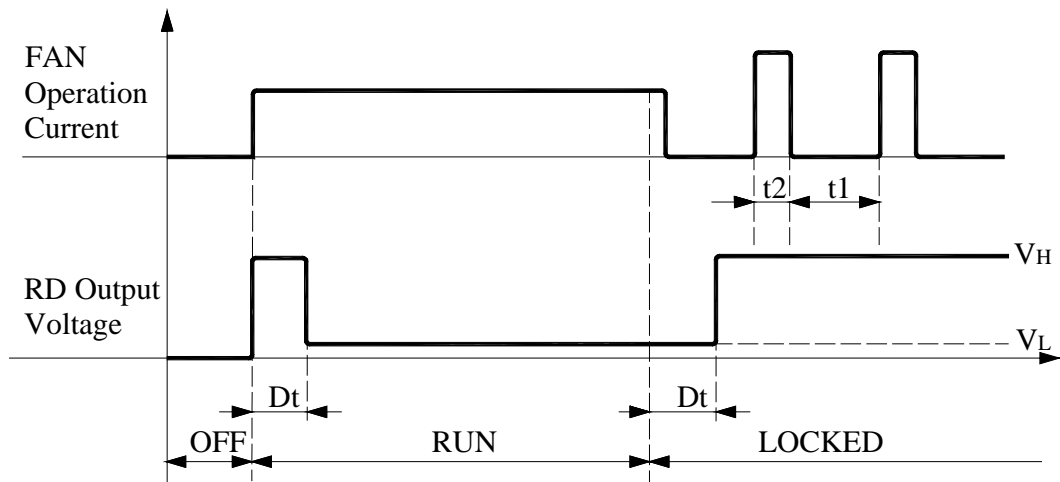 FAN
Operation
Current
t2
t1
VH
RD Output
Voltage
VL
Dt
Dt
OFF
RUN
LOCKED